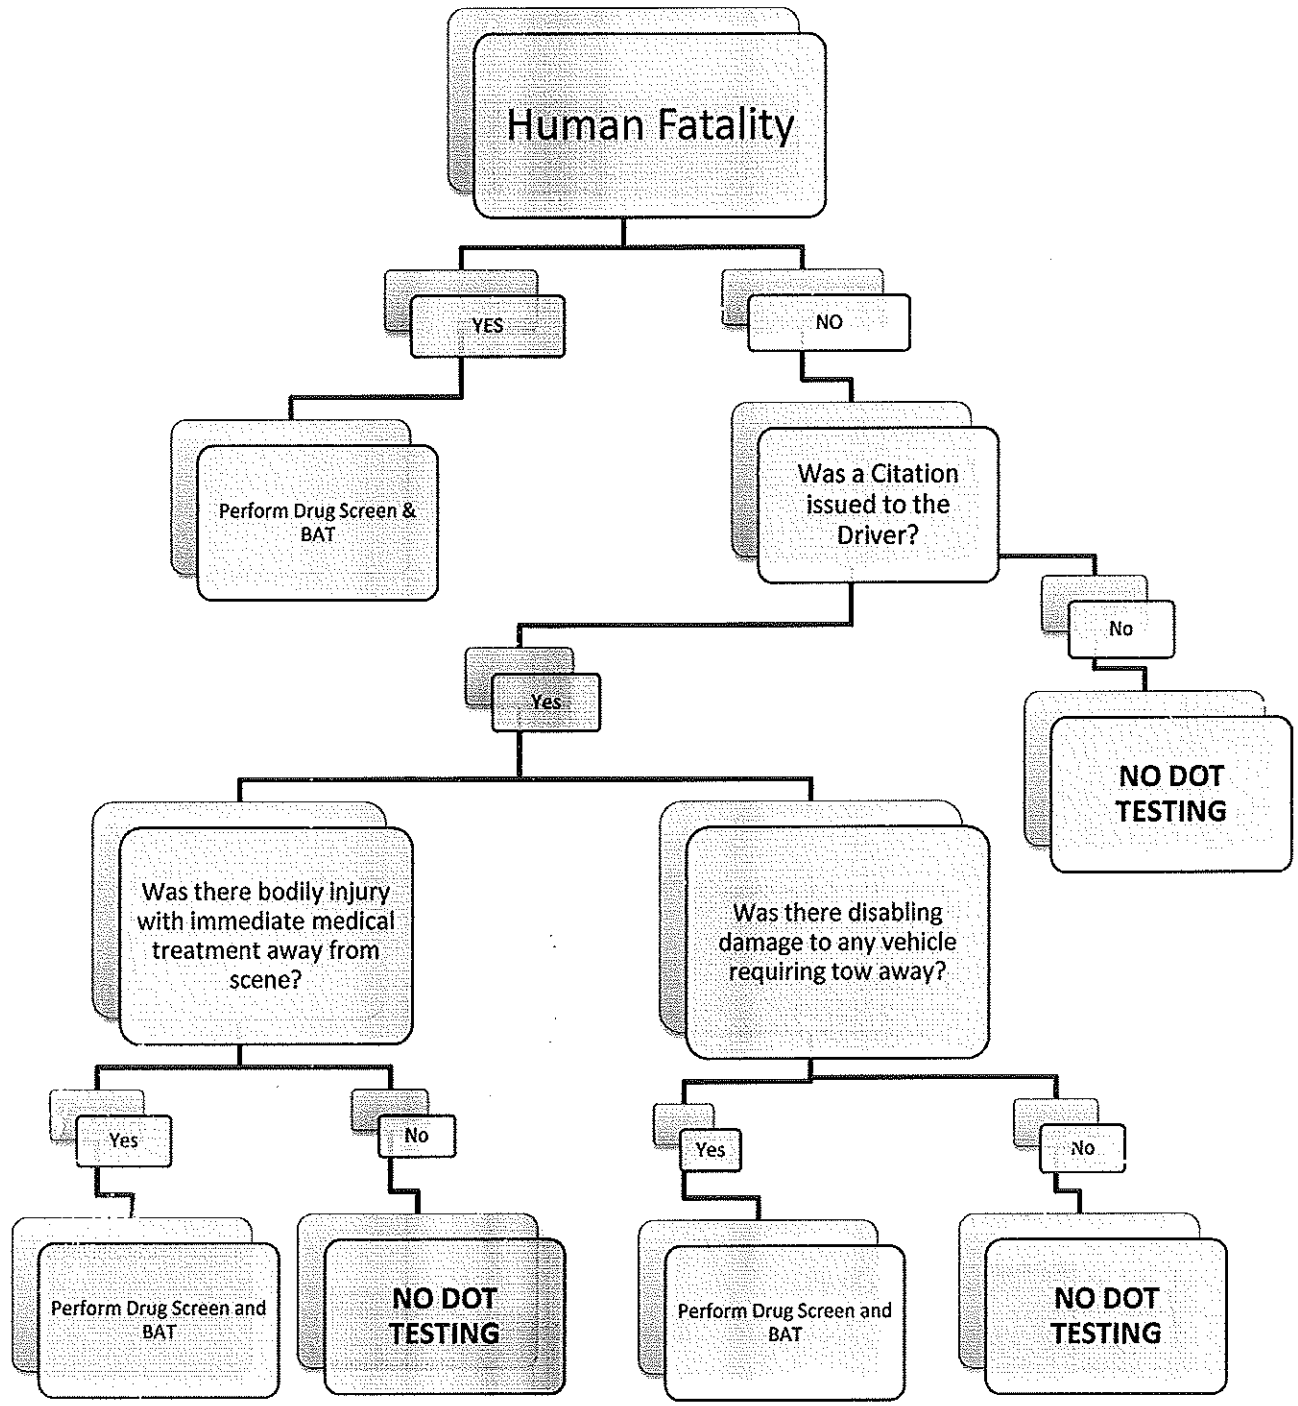 Human Fatality
YES
NO
Perform Drug Screen &
BAT
Was a Citation
issued to the
Driver?
No
Yes
NO DOT
TESTING
Was there bodily injury
with immediate medical
treatment away from
scene?
Was there disabling
damage to any vehicle
requiring tow away?
Yes
No
Yes
No
Perform Drug Screen and
BAT
NO DOT
TESTING
Perform Drug Screen and
BAT
NO DOT
TESTING